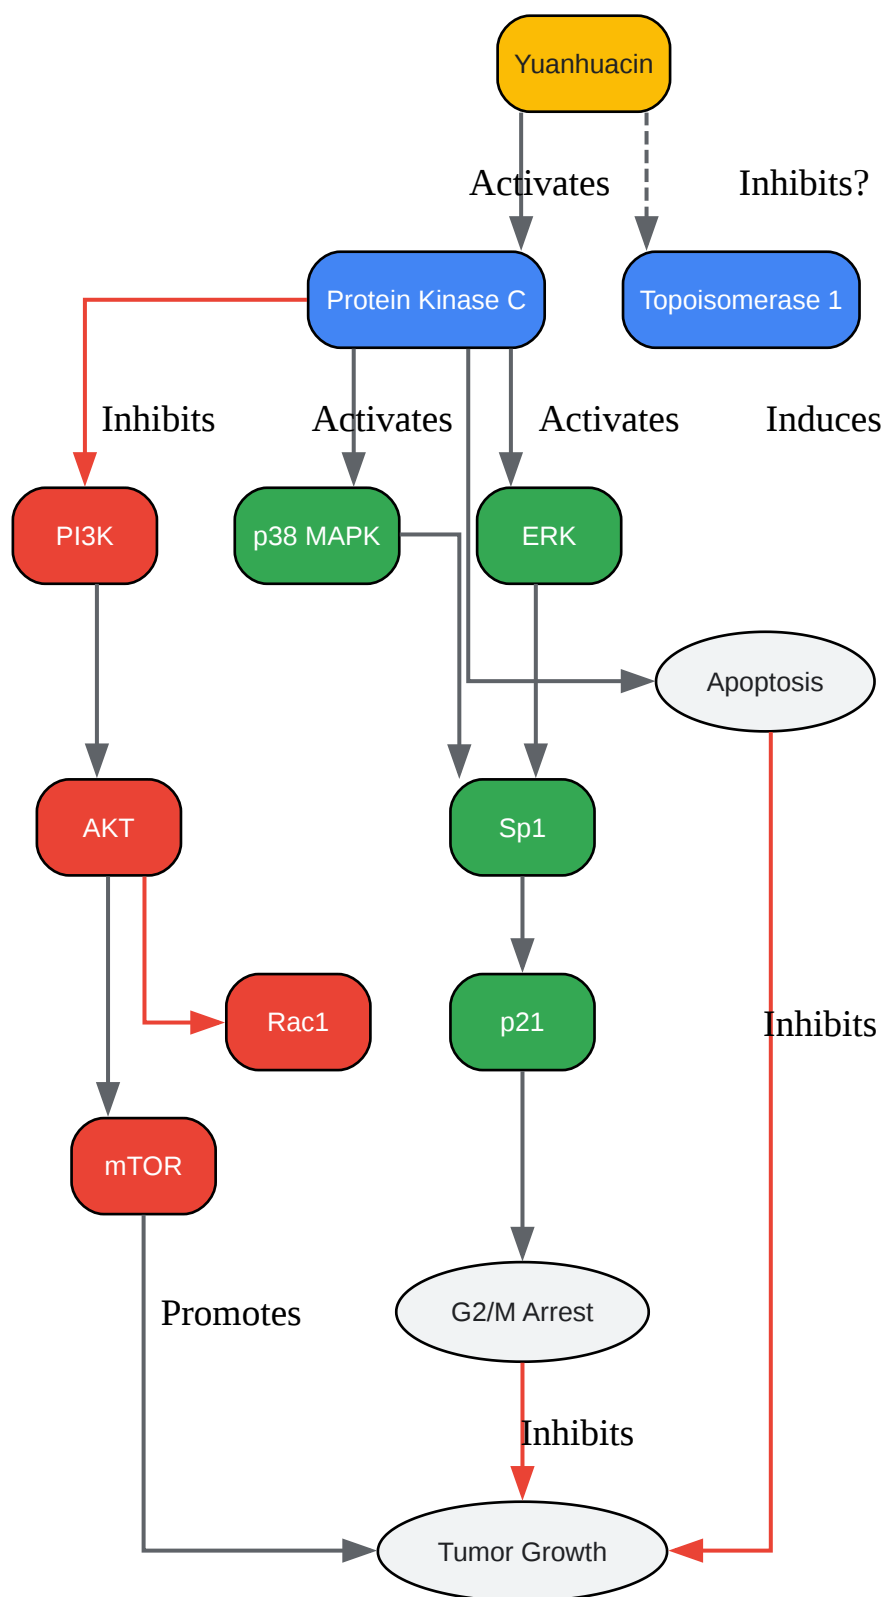 Yuanhuacin
Activates
Inhibits?
Protein Kinase C
Topoisomerase 1
Inhibits
Activates
Activates
Induces
PI3K
p38 MAPK
ERK
Apoptosis
AKT
Sp1
Rac1
p21
Inhibits
mTOR
Promotes
G2/M Arrest
Inhibits
Tumor Growth